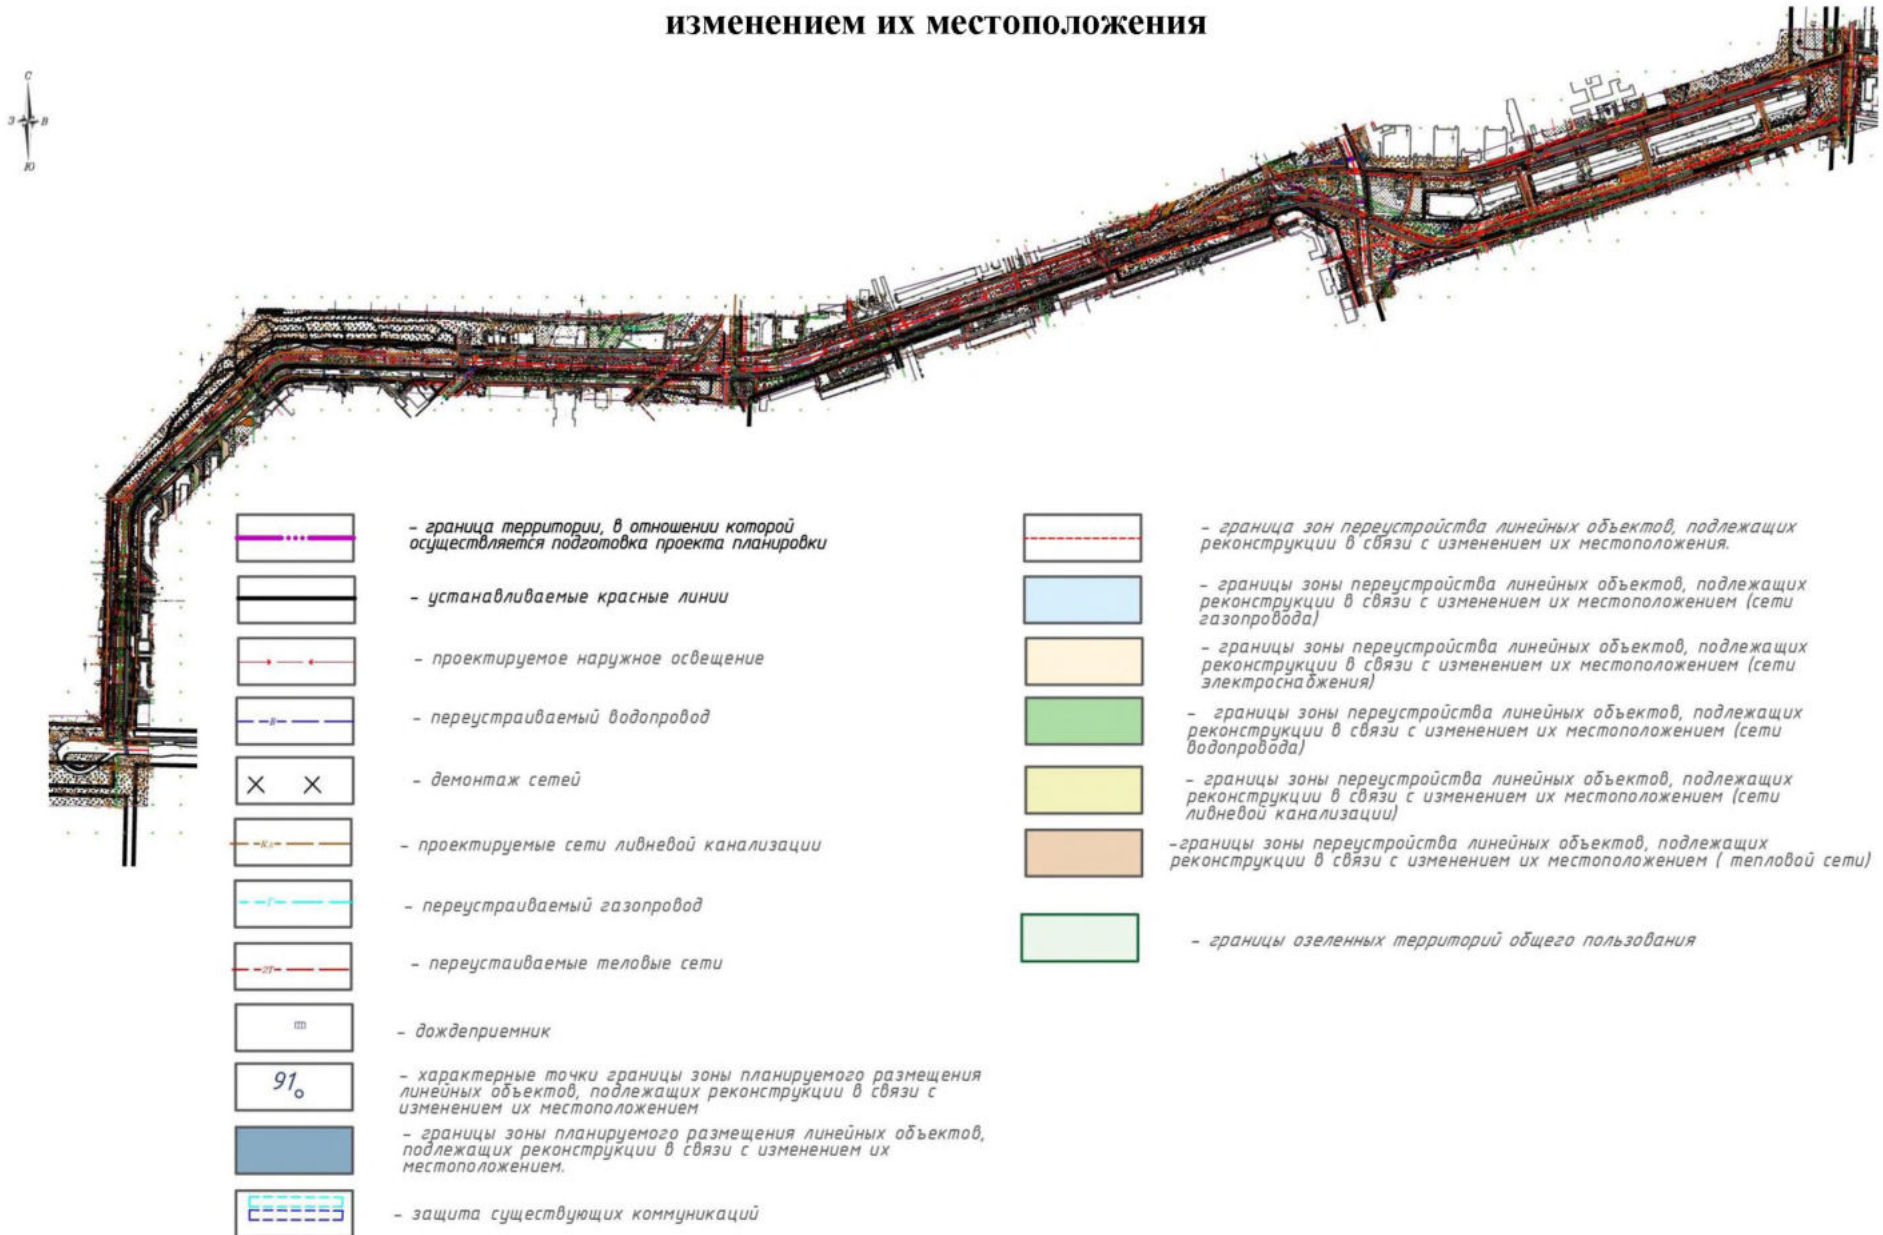 изменением их местоположения
С
З В
Ю
- граница территории, в отношении которой
осуществляется подготовка проекта планировки
- устанавливаемые красные линии
- проектируемое наружное освещение
В
- переустраиваемый водопровод
- демонтаж сетей
- проектируемые сети ливневой канализации
Г
- переустраиваемый газопровод
2Т
- переустаиваемые теловые сети
- дождеприемник
91
- характерные точки границы зоны планируемого размещения
линейных объектов, подлежащих реконструкции в связи с
изменением их местоположением
- границы зоны планируемого размещения линейных объектов,
подлежащих реконструкции в связи с изменением их
местоположением.
- защита существующих коммуникаций
- граница зон переустройства линейных объектов, подлежащих
реконструкции в связи с изменением их местоположения.
- границы зоны переустройства линейных объектов, подлежащих
реконструкции в связи с изменением их местоположением (сети
газопровода)
- границы зоны переустройства линейных объектов, подлежащих
реконструкции в связи с изменением их местоположением (сети
электроснабжения)
- границы зоны переустройства линейных объектов, подлежащих
реконструкции в связи с изменением их местоположением (сети
водопровода)
- границы зоны переустройства линейных объектов, подлежащих
реконструкции в связи с изменением их местоположением (сети
ливневой канализации)
-границы зоны переустройства линейных объектов, подлежащих
реконструкции в связи с изменением их местоположением ( тепловой сети)
- границы озеленных территорий общего пользования